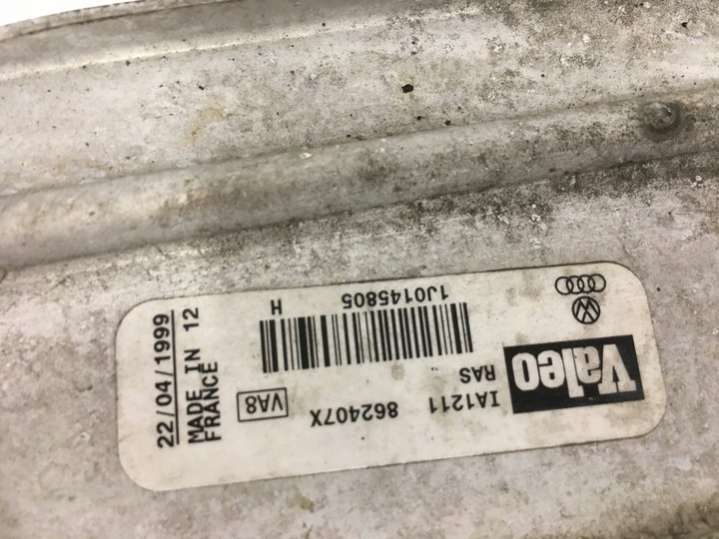 Valeo
IA1211
RAS
862407X
VA8
1J0145805 H
22/04/1999
MADE IN 12
FRANCE